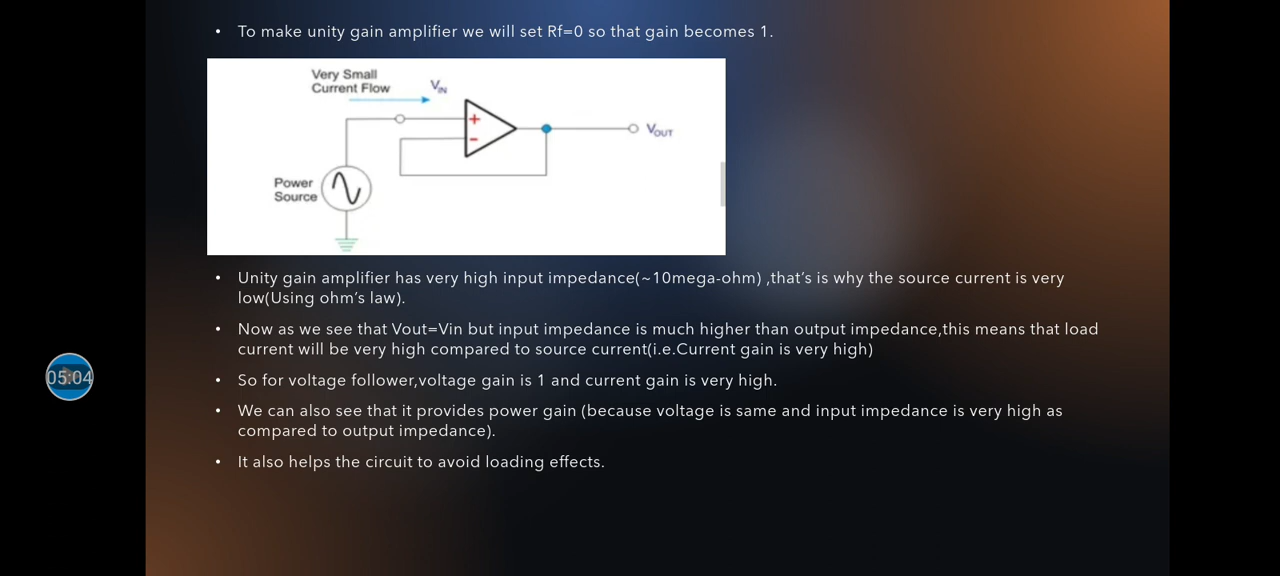 • To make unity gain amplifier we will set Rf=0 so that gain becomes 1.
Very Small
Current Flow
VIN
+
-
VOUT
Power
Source
• Unity gain amplifier has very high input impedance(~10mega-ohm) ,that's is why the source current is very
low(Using ohm's law).
• Now as we see that Vout=Vin but input impedance is much higher than output impedance,this means that load
current will be very high compared to source current(i.e.Current gain is very high)
05:04
• So for voltage follower,voltage gain is 1 and current gain is very high.
• We can also see that it provides power gain (because voltage is same and input impedance is very high as
compared to output impedance).
• It also helps the circuit to avoid loading effects.